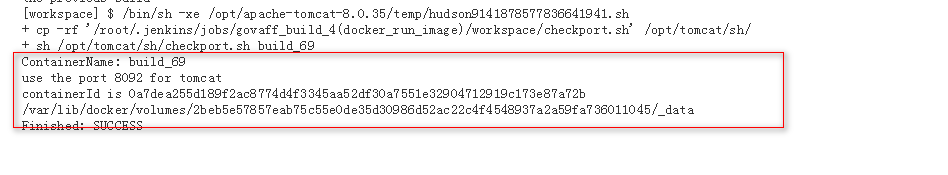 [workspace] $ /bin/sh -xe /opt/apache-tomcat-8.0.35/temp/hudson9141878577836641941.sh
+ cp -rf '/root/.jenkins/jobs/govaff_build_4(docker_run_image)/workspace/checkport.sh' /opt/tomcat/sh/
+ sh /opt/tomcat/sh/checkport.sh build_69
ContainerName: build_69
use the port 8092 for tomcat
containerId is 0a7dea255d189f2ac8774d4f3345aa52df30a7551e32904712919c173e87a72b
/var/lib/docker/volumes/2beb5e57857eab75c55e0de35d30986d52ac22c4f4548937a2a59fa736011045/_data
Finished: SUCCESS